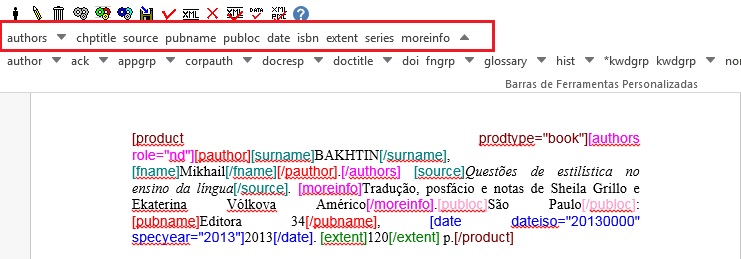 XML DATA XML
authors chptitle source pubname publoc date isbn extent series moreinfo
author ack appgrp corpauth docresp doctitle doi fngrp glossary hist *kwdgrp kwdgrp
Barras de Ferramentas Personalizadas
[product prodtype="book"][authors
role="nd"][pauthor][surname]BAKHTIN[/surname],
[fname]Mikhail[/fname][/pauthor].[/authors] [source]Questões de estilística no
ensino da língua[/source]. [moreinfo]Tradução, posfácio e notas de Sheila Grillo e
Ekaterina Vólkova Américo[/moreinfo].[publoc]São Paulo[/publoc]:
[pubname]Editora 34[/pubname], [date dateiso="20130000"
specyear="2013"]2013[/date]. [extent]120[/extent] p.[/product]